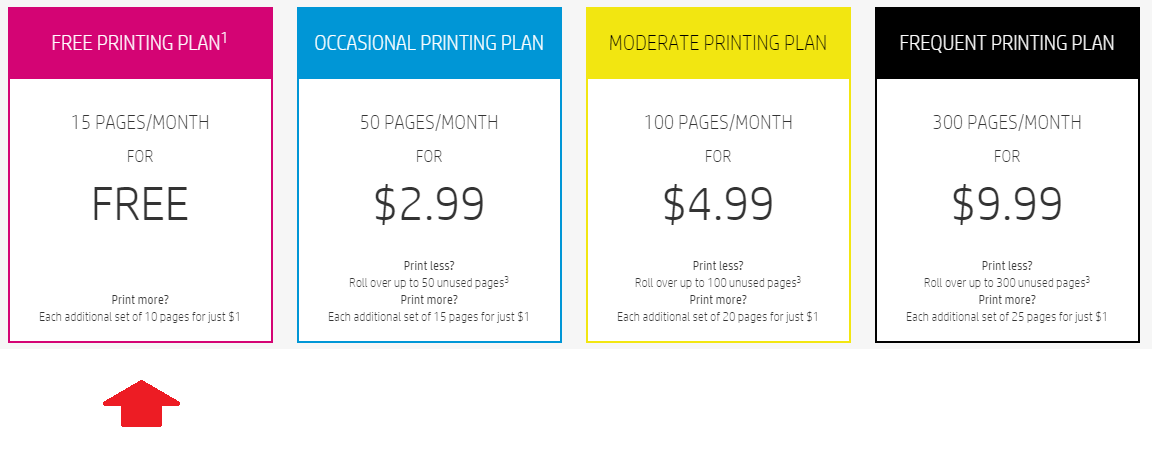 FREE PRINTING PLAN¹
15 PAGES/MONTH
FOR
FREE
Print more?
Each additional set of 10 pages for just $1
OCCASIONAL PRINTING PLAN
50 PAGES/MONTH
FOR
$2.99
Print less?
Roll over up to 50 unused pages³
Print more?
Each additional set of 15 pages for just $1
MODERATE PRINTING PLAN
100 PAGES/MONTH
FOR
$4.99
Print less?
Roll over up to 100 unused pages³
Print more?
Each additional set of 20 pages for just $1
FREQUENT PRINTING PLAN
300 PAGES/MONTH
FOR
$9.99
Print less?
Roll over up to 300 unused pages³
Print more?
Each additional set of 25 pages for just $1